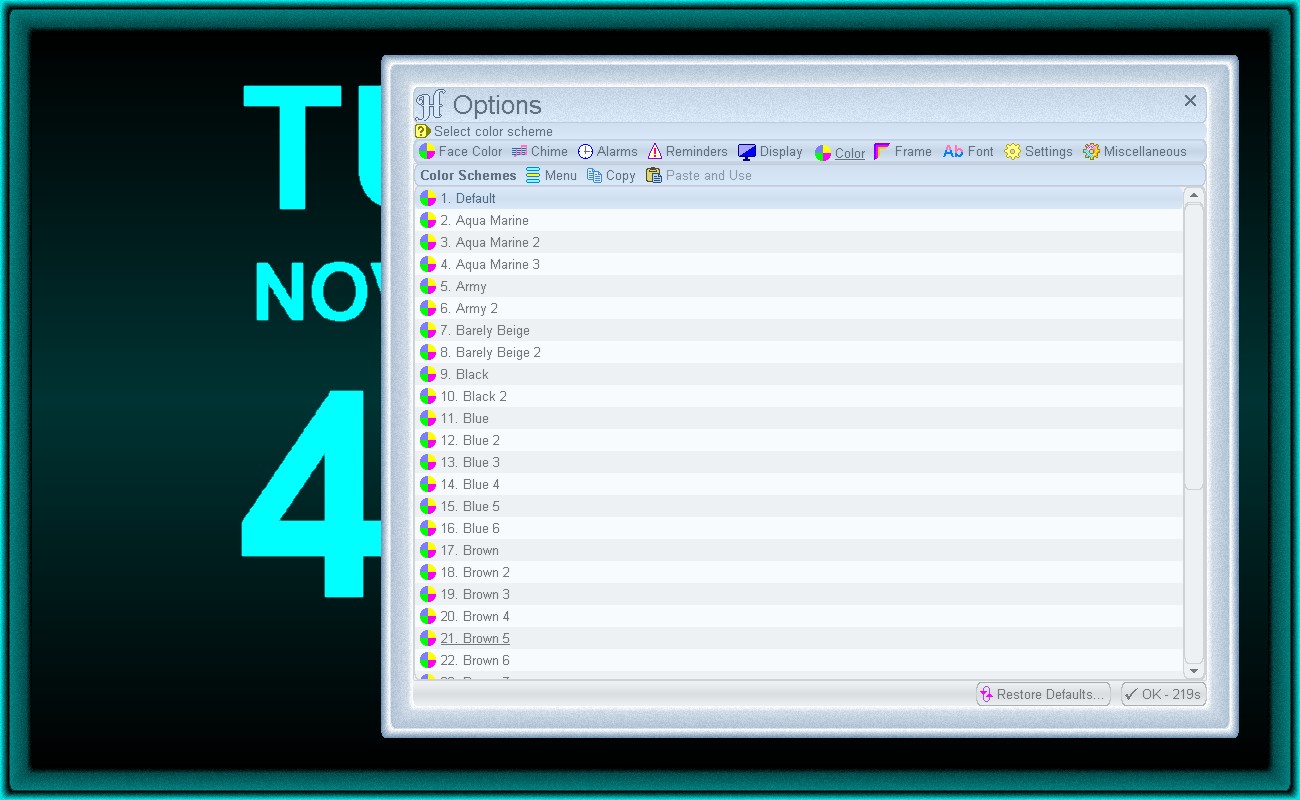 TU
NOV
4
Options
Select color scheme
Face Color Chime Alarms Reminders Display Color Frame Font Settings Miscellaneous
Color Schemes Menu Copy Paste and Use
1. Default
2. Aqua Marine
3. Aqua Marine 2
4. Aqua Marine 3
5. Army
6. Army 2
7. Barely Beige
8. Barely Beige 2
9. Black
10. Black 2
11. Blue
12. Blue 2
13. Blue 3
14. Blue 4
15. Blue 5
16. Blue 6
17. Brown
18. Brown 2
19. Brown 3
20. Brown 4
21. Brown 5
22. Brown 6
Restore Defaults... OK - 219s